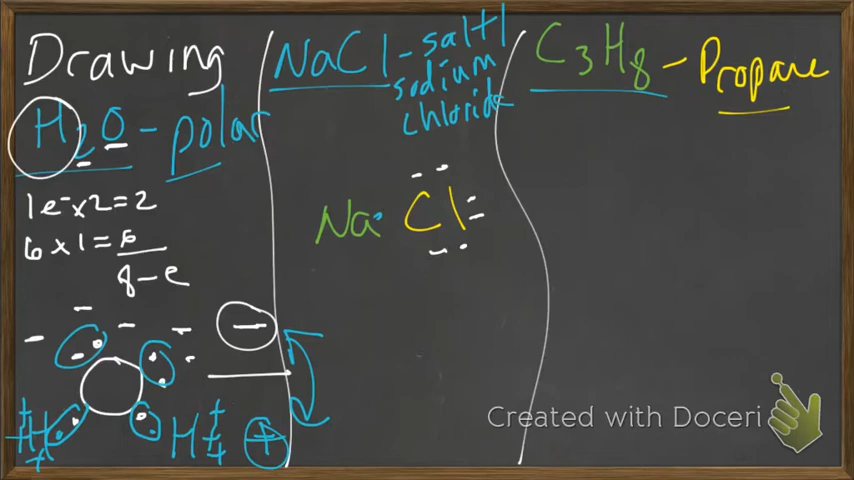 Drawing
H2O - polar
1e- x2 = 2
6 x 1 = 6
8 - e
H
H
+
NaCl - salt
sodium
chloride
Na Cl
C3H8 - Propane
Created with Doceri